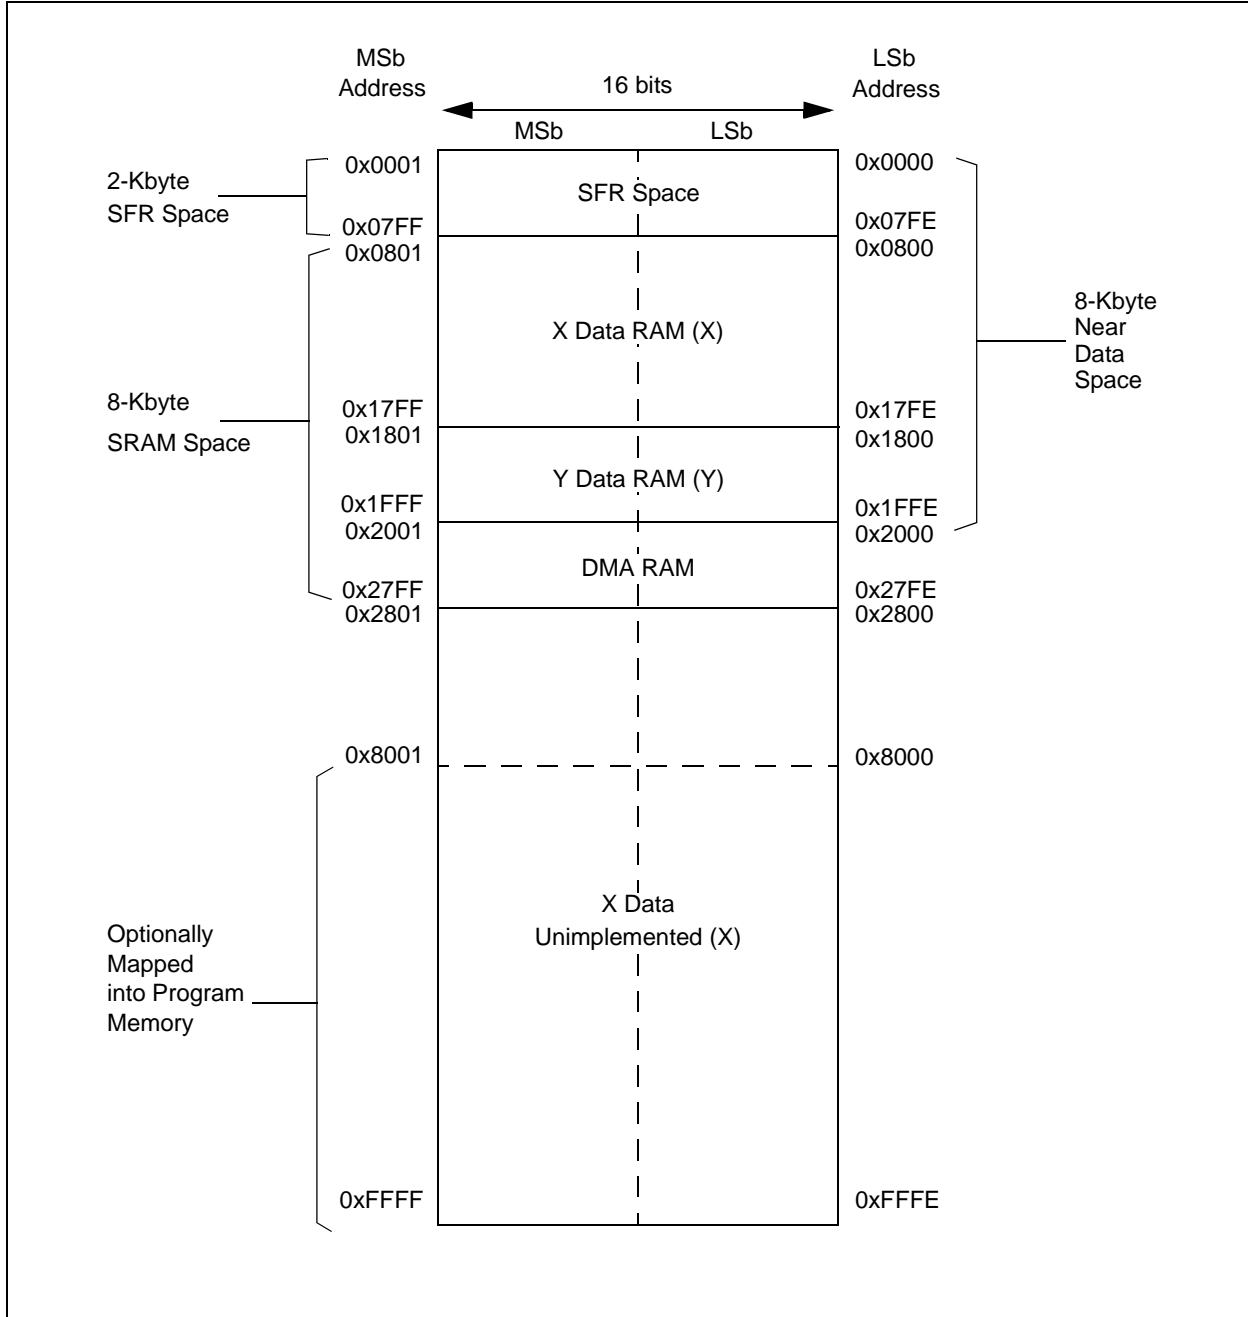 MSb
Address
LSb
Address
16 bits
MSb
LSb
0x0001
0x0000
2-Kbyte
SFR Space
SFR Space
0x07FF
0x07FE
0x0801
0x0800
X Data RAM (X)
8-Kbyte
Near
Data
Space
8-Kbyte
SRAM Space
0x17FF
0x17FE
0x1801
0x1800
Y Data RAM (Y)
0x1FFF
0x1FFE
0x2001
0x2000
DMA RAM
0x27FF
0x27FE
0x2801
0x2800
0x8001
0x8000
X Data
Unimplemented (X)
Optionally
Mapped
into Program
Memory
0xFFFF
0xFFFE